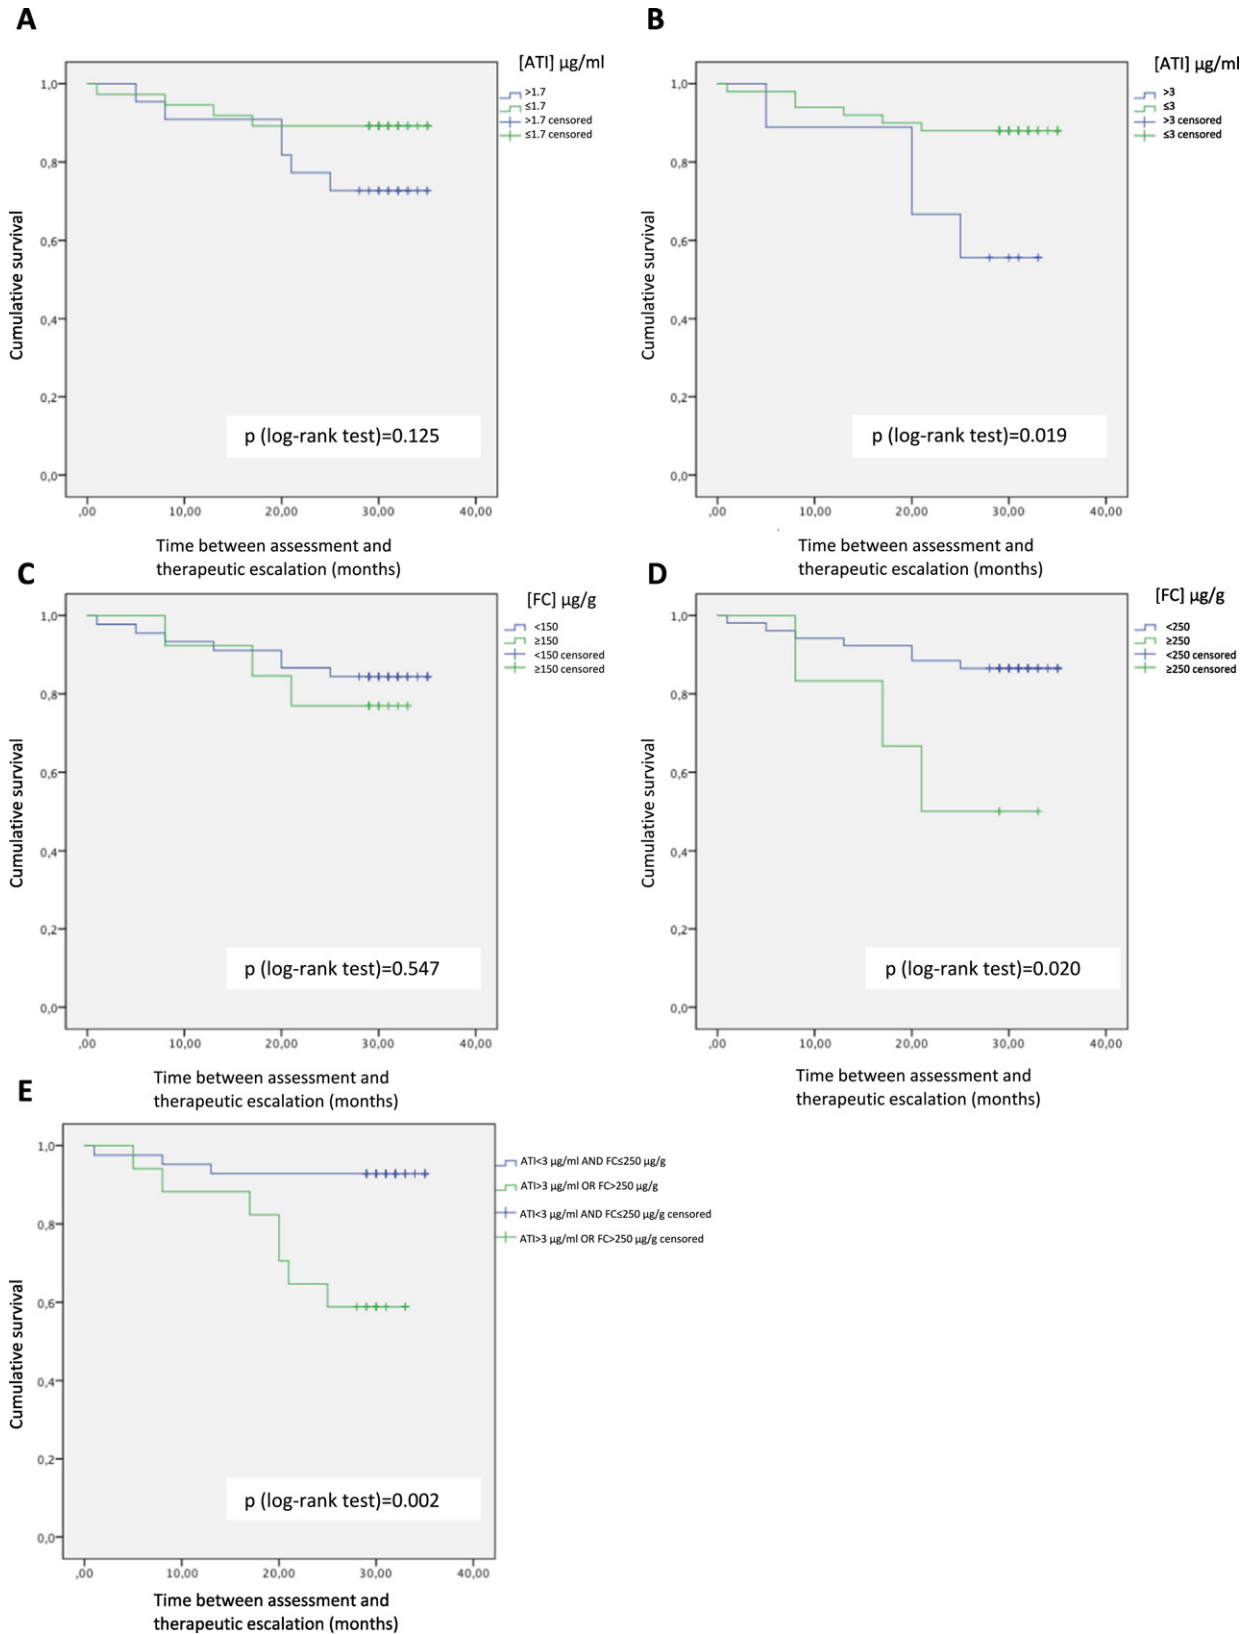 A
[ATI] µg/ml
>1.7
≤1.7
>1.7 censored
≤1.7 censored
1,0
0,8
0,6
0,4
0,2
0,0
Cumulative survival
p (log-rank test)=0.125
,00 10,00 20,00 30,00 40,00
Time between assessment and
therapeutic escalation (months)
B
[ATI] µg/ml
>3
≤3
>3 censored
≤3 censored
1,0
0,8
0,6
0,4
0,2
0,0
Cumulative survival
p (log-rank test)=0.019
,00 10,00 20,00 30,00 40,00
Time between assessment and
therapeutic escalation (months)
C
[FC] µg/g
<150
≥150
<150 censored
≥150 censored
1,0
0,8
0,6
0,4
0,2
0,0
Cumulative survival
p (log-rank test)=0.547
,00 10,00 20,00 30,00 40,00
Time between assessment and
therapeutic escalation (months)
D
[FC] µg/g
<250
≥250
<250 censored
≥250 censored
1,0
0,8
0,6
0,4
0,2
0,0
Cumulative survival
p (log-rank test)=0.020
,00 10,00 20,00 30,00 40,00
Time between assessment and
therapeutic escalation (months)
E
ATI<3 µg/ml AND FC≤250 µg/g
ATI>3 µg/ml OR FC>250 µg/g
ATI<3 µg/ml AND FC≤250 µg/g censored
ATI>3 µg/ml OR FC>250 µg/g censored
1,0
0,8
0,6
0,4
0,2
0,0
Cumulative survival
p (log-rank test)=0.002
,00 10,00 20,00 30,00 40,00
Time between assessment and
therapeutic escalation (months)